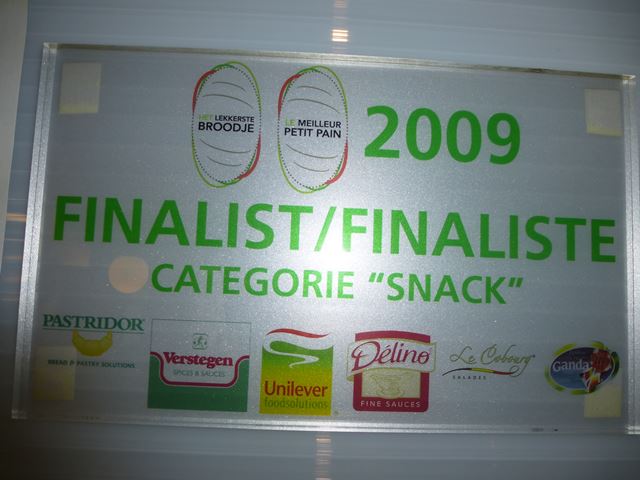 HET LEKKERSTE
BROODJE
LE MEILLEUR
PETIT PAIN
2009
FINALIST/FINALISTE
CATEGORIE "SNACK"
PASTRIDOR
BREAD & PASTRY SOLUTIONS
Verstegen
SPICES & SAUCES
Unilever
foodsolutions
Délino
FINE SAUCES
Le Cobourg
SALADES
Ganda